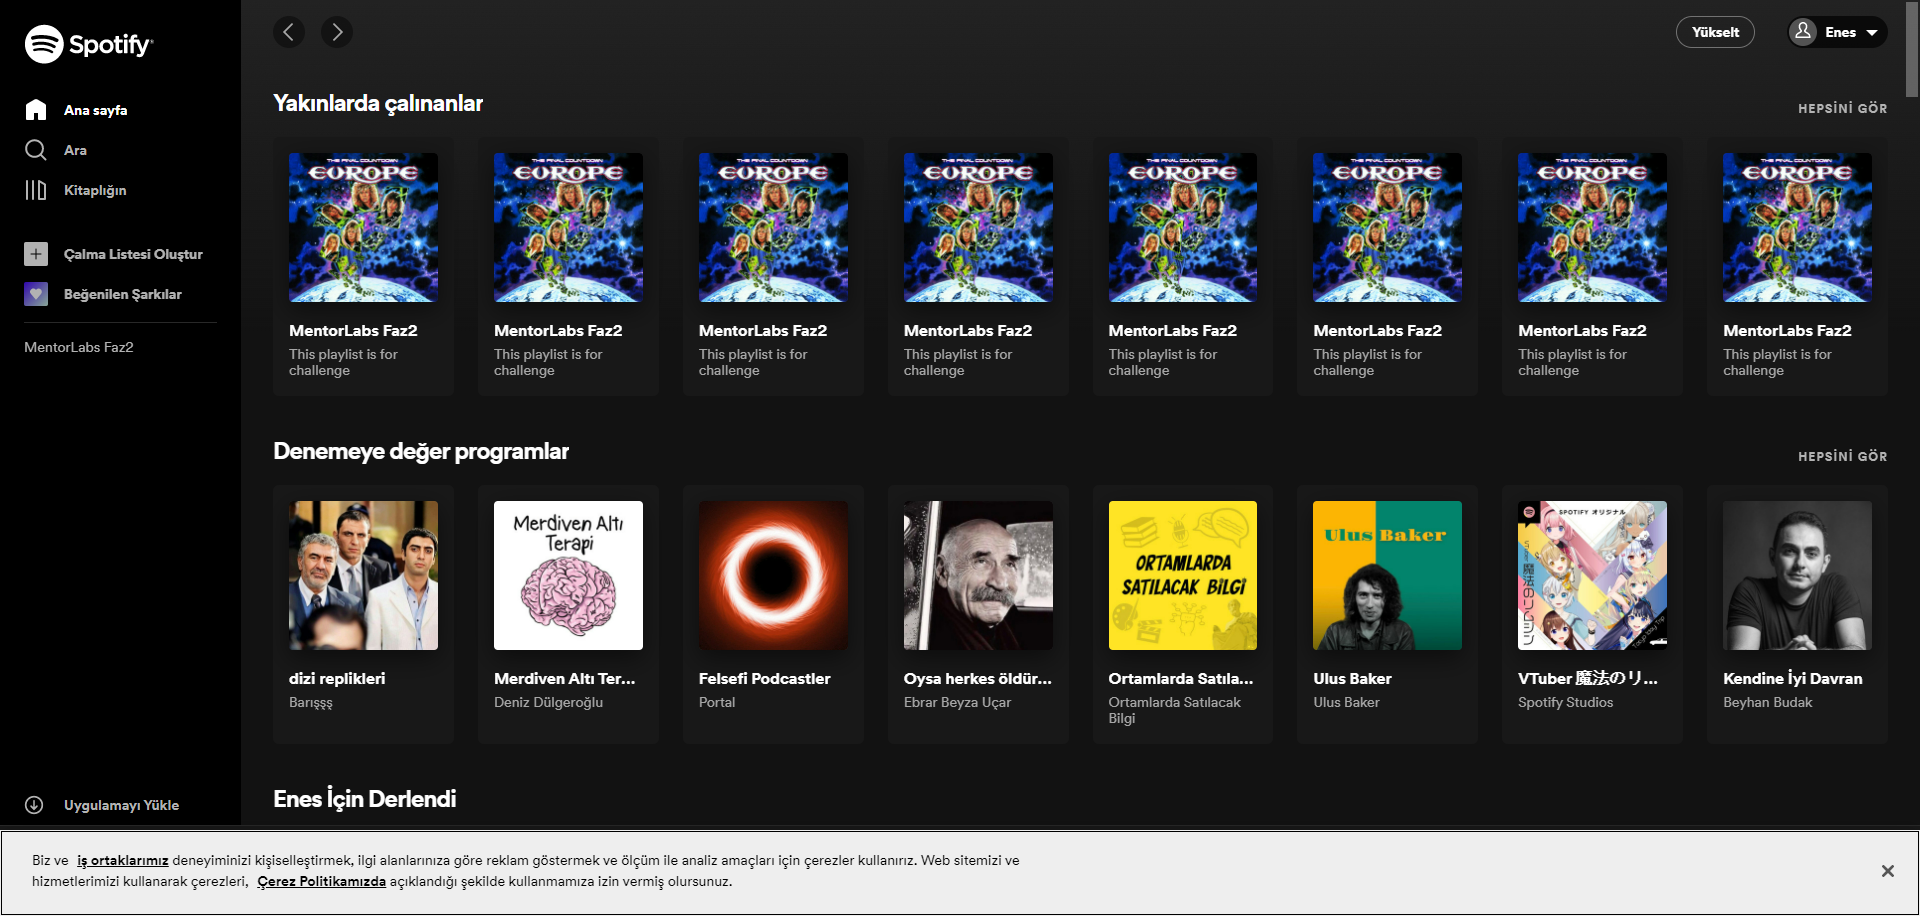 Spotify
Yükselt
Enes
Ana sayfa
Ara
Kitaplığın
Çalma Listesi Oluştur
Beğenilen Şarkılar
MentorLabs Faz2
Uygulamayı Yükle
Yakınlarda çalınanlar
HEPSİNİ GÖR
THE FINAL COUNTDOWN
EUROPE
MentorLabs Faz2
This playlist is for
challenge
THE FINAL COUNTDOWN
EUROPE
MentorLabs Faz2
This playlist is for
challenge
THE FINAL COUNTDOWN
EUROPE
MentorLabs Faz2
This playlist is for
challenge
THE FINAL COUNTDOWN
EUROPE
MentorLabs Faz2
This playlist is for
challenge
THE FINAL COUNTDOWN
EUROPE
MentorLabs Faz2
This playlist is for
challenge
THE FINAL COUNTDOWN
EUROPE
MentorLabs Faz2
This playlist is for
challenge
THE FINAL COUNTDOWN
EUROPE
MentorLabs Faz2
This playlist is for
challenge
THE FINAL COUNTDOWN
EUROPE
MentorLabs Faz2
This playlist is for
challenge
Denemeye değer programlar
HEPSİNİ GÖR
dizi replikleri
Barışşş
Merdiven Altı
Terapi
Merdiven Altı Ter...
Deniz Dülgeroğlu
Felsefi Podcastler
Portal
Oysa herkes öldür...
Ebrar Beyza Uçar
ORTAMLARDA
SATILACAK BİLGİ
Ortamlarda Satıla...
Ortamlarda Satılacak
Bilgi
Ulus Baker
Ulus Baker
Ulus Baker
SPOTIFY オリジナル
VTuber 魔法のリ...
Spotify Studios
Kendine İyi Davran
Beyhan Budak
Enes İçin Derlendi
Biz ve iş ortaklarımız deneyiminizi kişiselleştirmek, ilgi alanlarınıza göre reklam göstermek ve ölçüm ile analiz amaçları için çerezler kullanırız. Web sitemizi ve
hizmetlerimizi kullanarak çerezleri, Çerez Politikamızda açıklandığı şekilde kullanmamıza izin vermiş olursunuz.